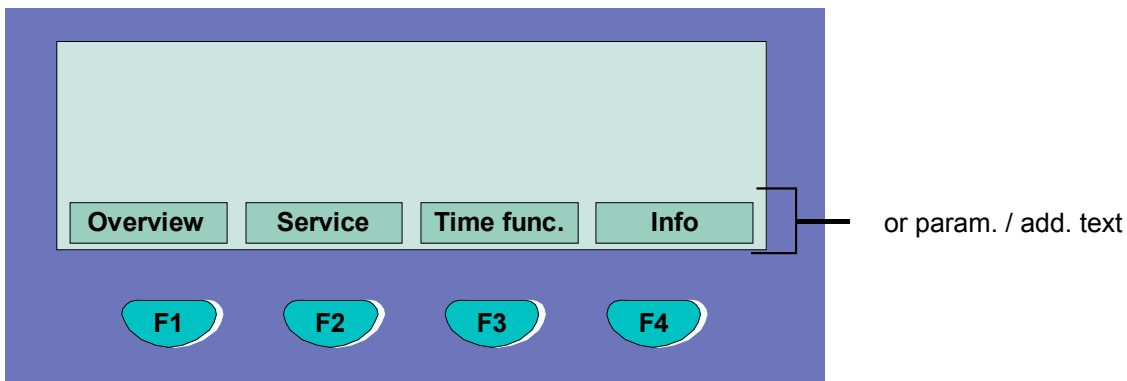 Overview Service Time func. Info
or param. / add. text
F1 F2 F3 F4